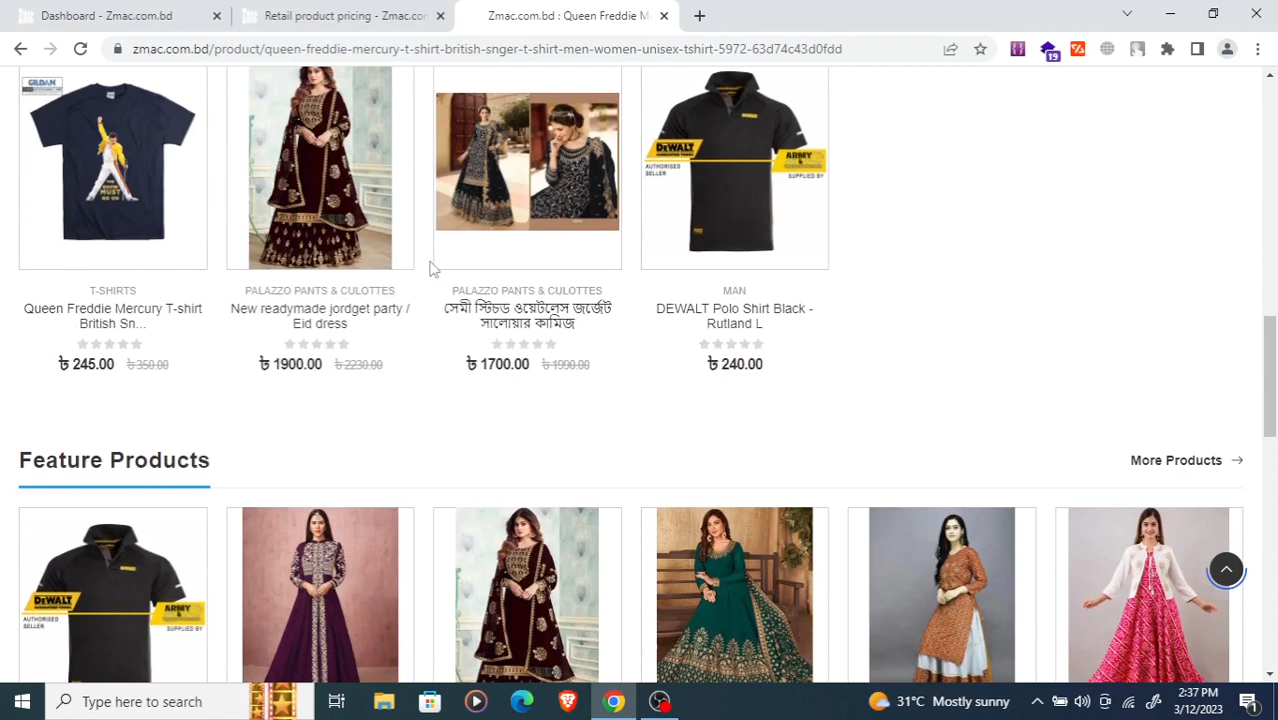 Dashboard - Zmac.com.bd
Retail product pricing - Zmac.com
Zmac.com.bd : Queen Freddie M
zmac.com.bd/product/queen-freddie-mercury-t-shirt-british-snger-t-shirt-men-women-unisex-tshirt-5972-63d74c43d0fdd
19
GILDAN
DEWALT
AUTHORISED
SELLER
ARMY
SUPPLIED BY
T-SHIRTS
Queen Freddie Mercury T-shirt
British Sn...
৳ 245.00 ৳ 350.00
PALAZZO PANTS & CULOTTES
New readymade jordget party /
Eid dress
৳ 1900.00 ৳ 2230.00
PALAZZO PANTS & CULOTTES
সেমী স্টিচড ওয়েটলেস জর্জেট
সালোয়ার কামিজ
৳ 1700.00 ৳ 1990.00
MAN
DEWALT Polo Shirt Black -
Rutland L
৳ 240.00
Feature Products
More Products
DEWALT
AUTHORISED
SELLER
ARMY
SUPPLIED BY
Type here to search
31°C Mostly sunny
2:37 PM
3/12/2023
1